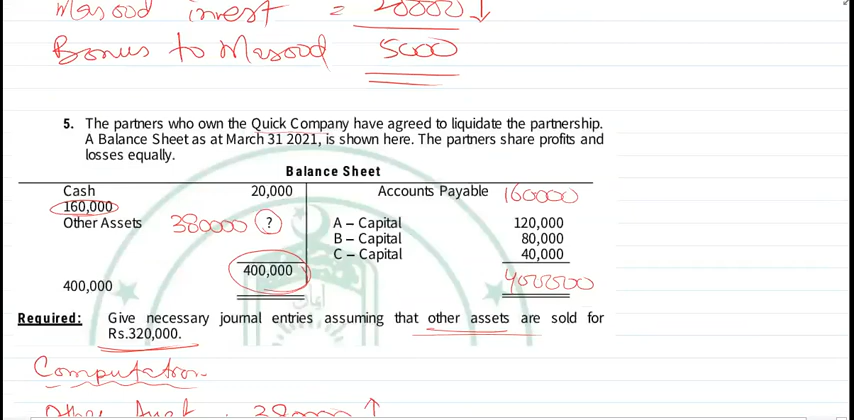 Masood invest = 20000 ↓
Bonus to Masood 5000
5. The partners who own the Quick Company have agreed to liquidate the partnership.
A Balance Sheet as at March 31 2021, is shown here. The partners share profits and
losses equally.
Balance Sheet
Cash 20,000 Accounts Payable 160000
160,000
Other Assets 380000 ? A – Capital 120,000
B – Capital 80,000
C – Capital 40,000
400,000 400000
400,000
Required: Give necessary journal entries assuming that other assets are sold for
Rs.320,000.
Computation